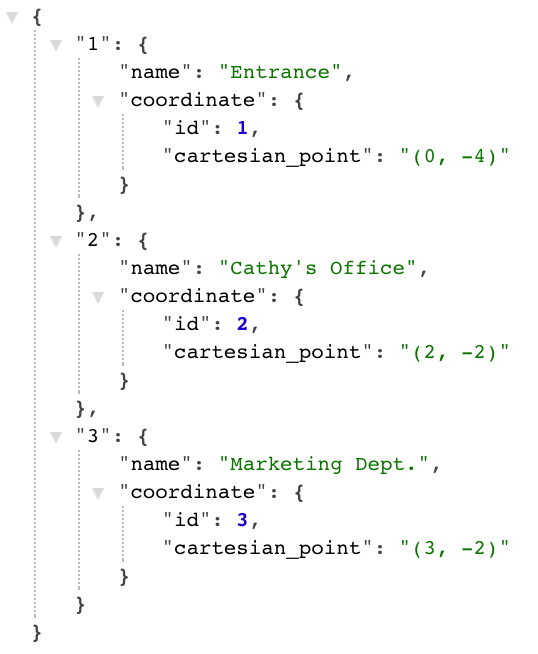 {
"1": {
"name": "Entrance",
"coordinate": {
"id": 1,
"cartesian_point": "(0, -4)"
}
},
"2": {
"name": "Cathy's Office",
"coordinate": {
"id": 2,
"cartesian_point": "(2, -2)"
}
},
"3": {
"name": "Marketing Dept.",
"coordinate": {
"id": 3,
"cartesian_point": "(3, -2)"
}
}
}